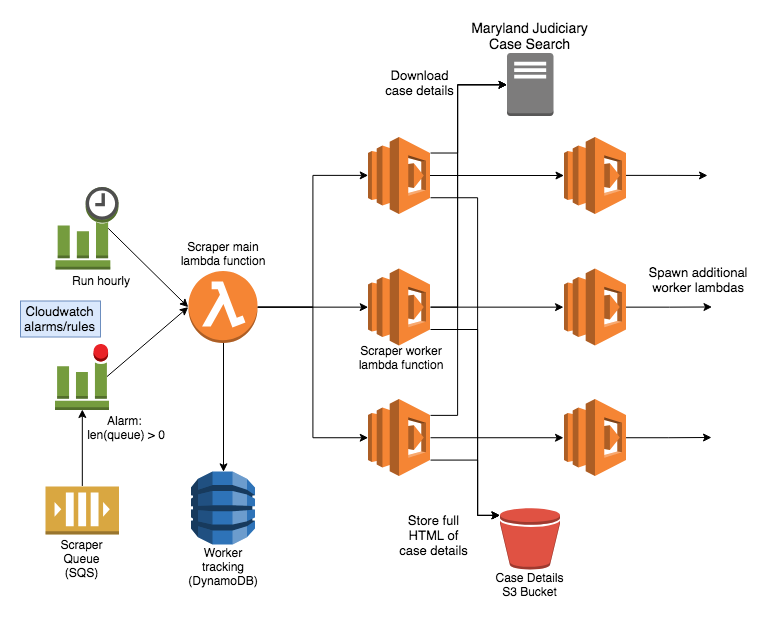 Maryland Judiciary
Case Search
Download
case details
Scraper main
lambda function
Run hourly
Cloudwatch
alarms/rules
Spawn additional
worker lambdas
Scraper worker
lambda function
Alarm:
len(queue) > 0
Scraper
Queue
(SQS)
Worker
tracking
(DynamoDB)
Store full
HTML of
case details
Case Details
S3 Bucket